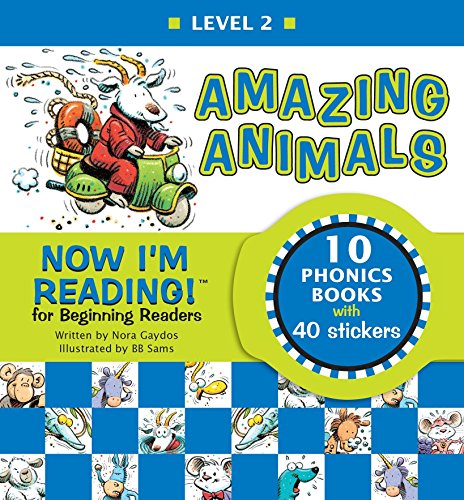 LEVEL 2
AMAZING
ANIMALS
NOW I'M
READING!™
for Beginning Readers
Written by Nora Gaydos
Illustrated by BB Sams
10
PHONICS
BOOKS
with
40 stickers